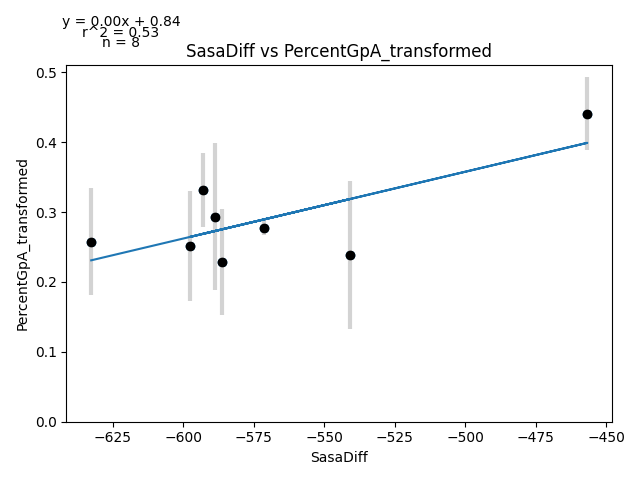 y = 0.00x + 0.84
r^2 = 0.53
n = 8
SasaDiff vs PercentGpA_transformed
PercentGpA_transformed
0.5
0.4
0.3
0.2
0.1
0.0
−625
−600
−575
−550
−525
−500
−475
−450
SasaDiff